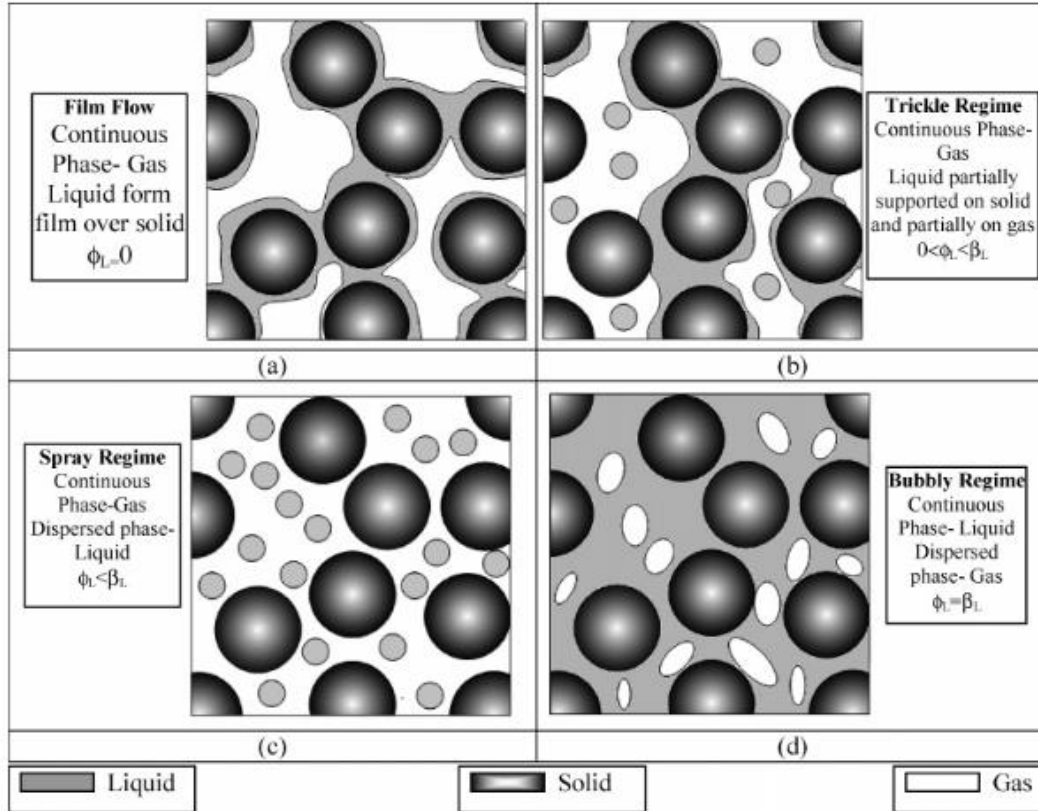 Film Flow
Continuous
Phase- Gas
Liquid form
film over solid
ϕL=0
Trickle Regime
Continuous Phase-
Gas
Liquid partially
supported on solid
and partially on gas
0<ϕL<βL
(a)
(b)
Spray Regime
Continuous
Phase-Gas
Dispersed phase-
Liquid
ϕL<βL
Bubbly Regime
Continuous
Phase- Liquid
Dispersed
phase- Gas
ϕL=βL
(c)
(d)
Liquid
Solid
Gas